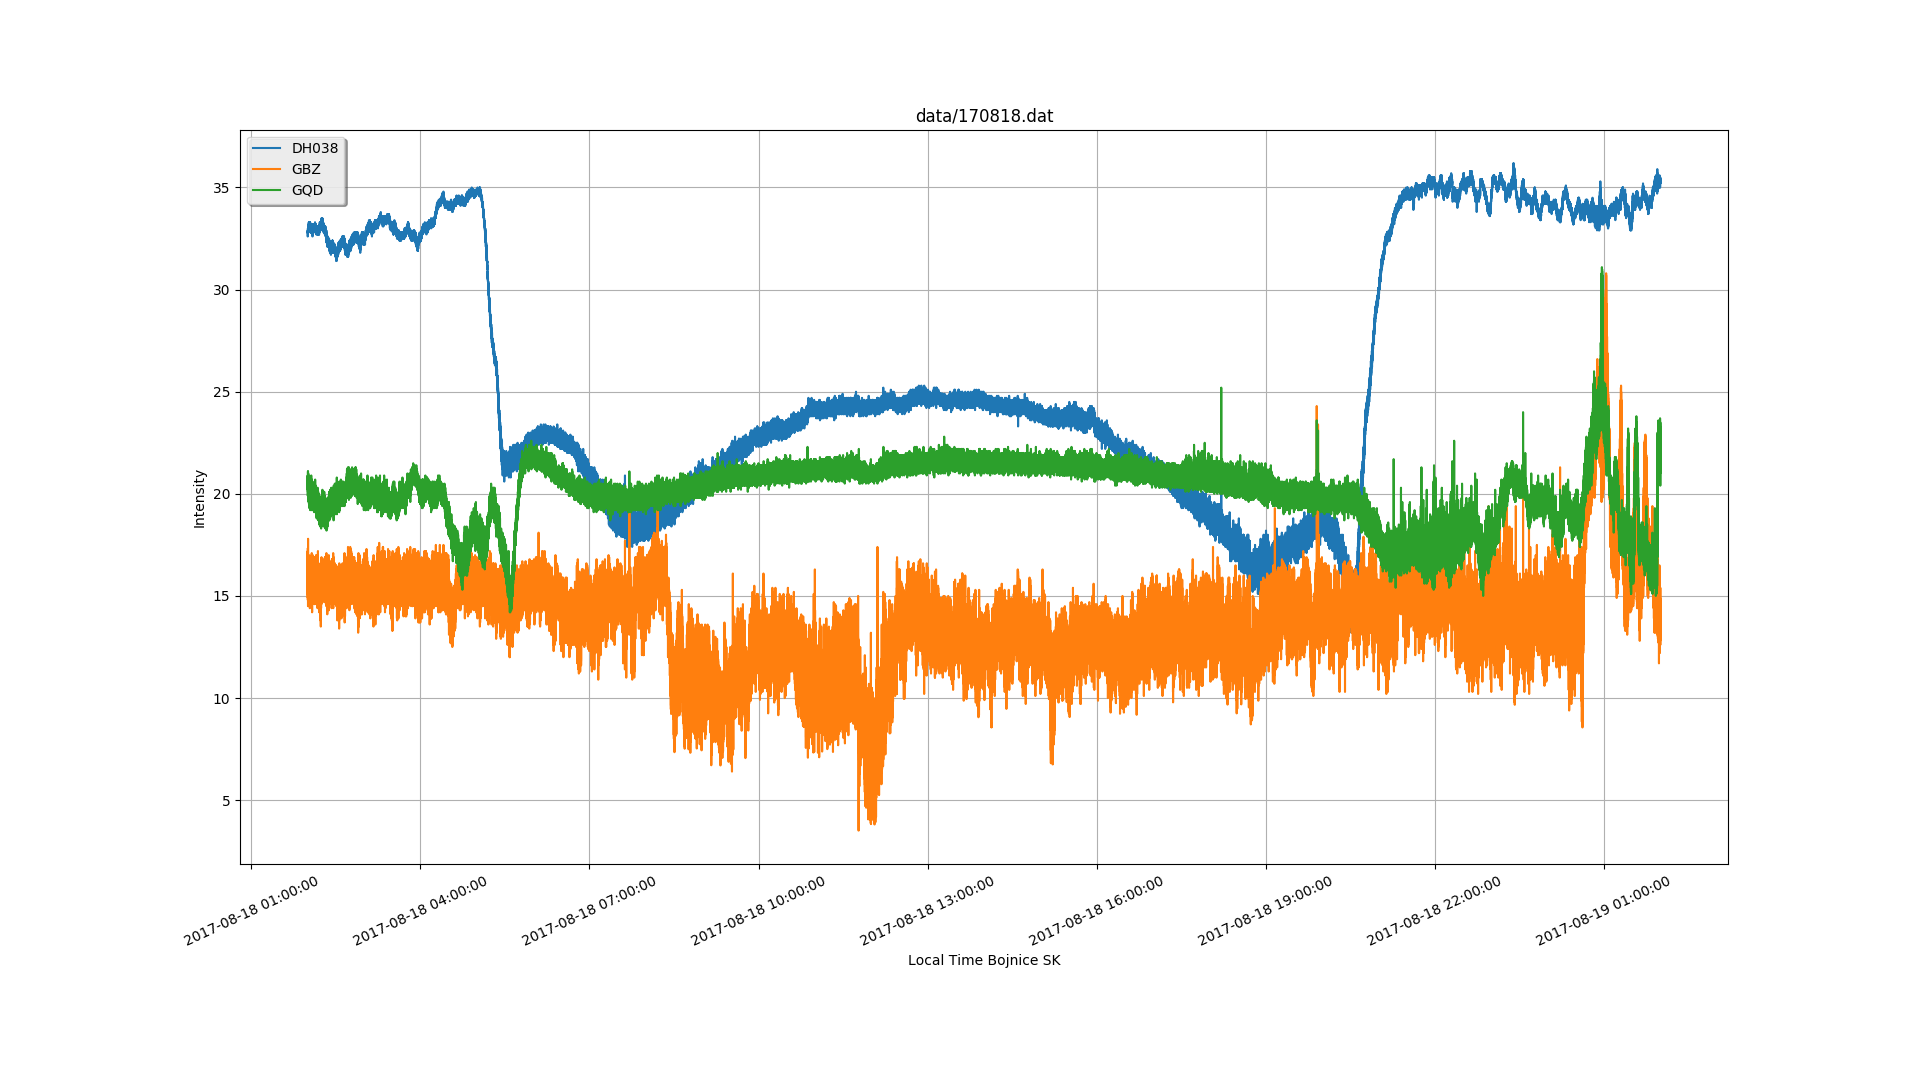 data/170818.dat
DH038
GBZ
GQD
35
30
25
20
15
10
5
Intensity
2017-08-18 01:00:00
2017-08-18 04:00:00
2017-08-18 07:00:00
2017-08-18 10:00:00
2017-08-18 13:00:00
2017-08-18 16:00:00
2017-08-18 19:00:00
2017-08-18 22:00:00
2017-08-19 01:00:00
Local Time Bojnice SK